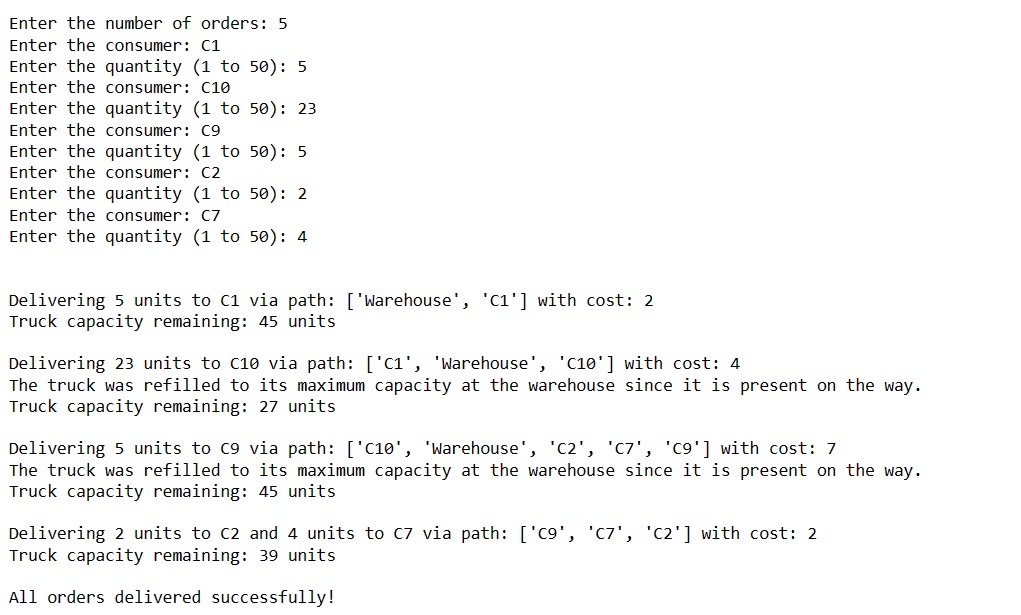 Enter the number of orders: 5
Enter the consumer: C1
Enter the quantity (1 to 50): 5
Enter the consumer: C10
Enter the quantity (1 to 50): 23
Enter the consumer: C9
Enter the quantity (1 to 50): 5
Enter the consumer: C2
Enter the quantity (1 to 50): 2
Enter the consumer: C7
Enter the quantity (1 to 50): 4
Delivering 5 units to C1 via path: ['Warehouse', 'C1'] with cost: 2
Truck capacity remaining: 45 units
Delivering 23 units to C10 via path: ['C1', 'Warehouse', 'C10'] with cost: 4
The truck was refilled to its maximum capacity at the warehouse since it is present on the way.
Truck capacity remaining: 27 units
Delivering 5 units to C9 via path: ['C10', 'Warehouse', 'C2', 'C7', 'C9'] with cost: 7
The truck was refilled to its maximum capacity at the warehouse since it is present on the way.
Truck capacity remaining: 45 units
Delivering 2 units to C2 and 4 units to C7 via path: ['C9', 'C7', 'C2'] with cost: 2
Truck capacity remaining: 39 units
All orders delivered successfully!